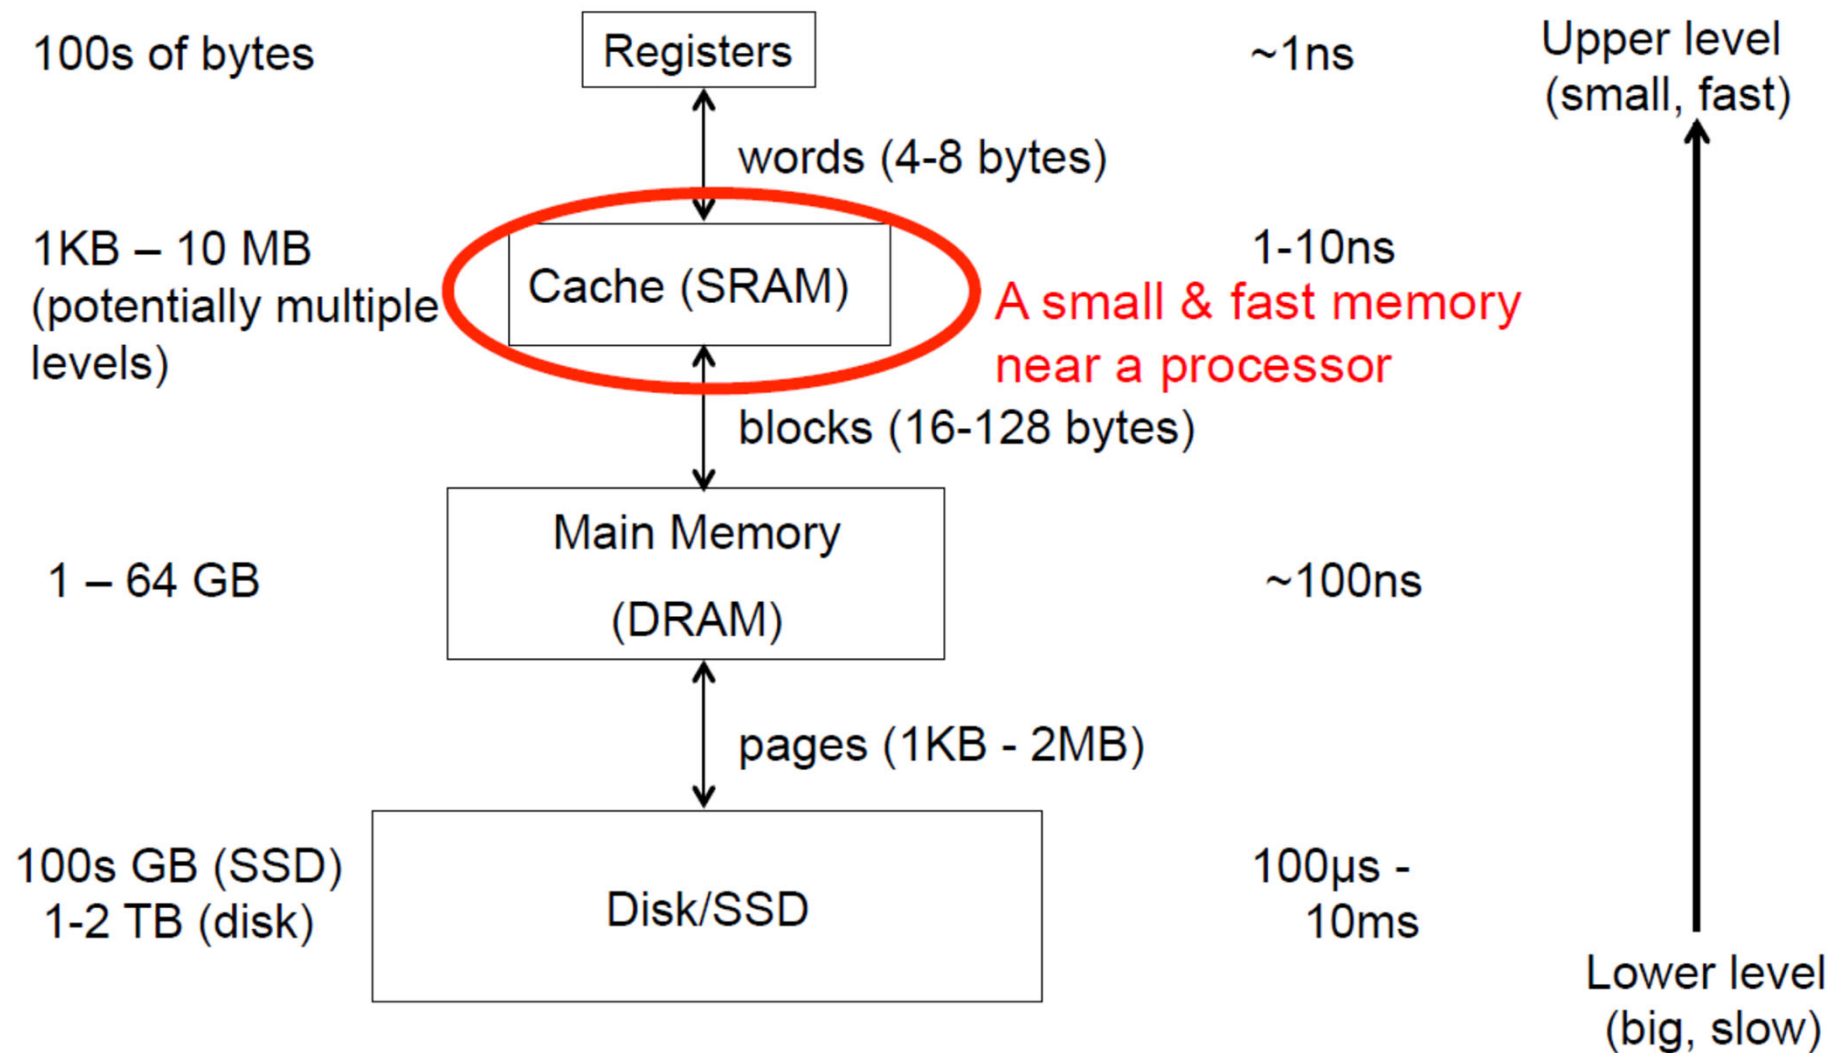 100s of bytes
Registers
~1ns
Upper level
(small, fast)
words (4-8 bytes)
1KB – 10 MB
(potentially multiple
levels)
Cache (SRAM)
1-10ns
A small & fast memory
near a processor
blocks (16-128 bytes)
1 – 64 GB
Main Memory
(DRAM)
~100ns
pages (1KB - 2MB)
100s GB (SSD)
1-2 TB (disk)
Disk/SSD
100µs -
10ms
Lower level
(big, slow)